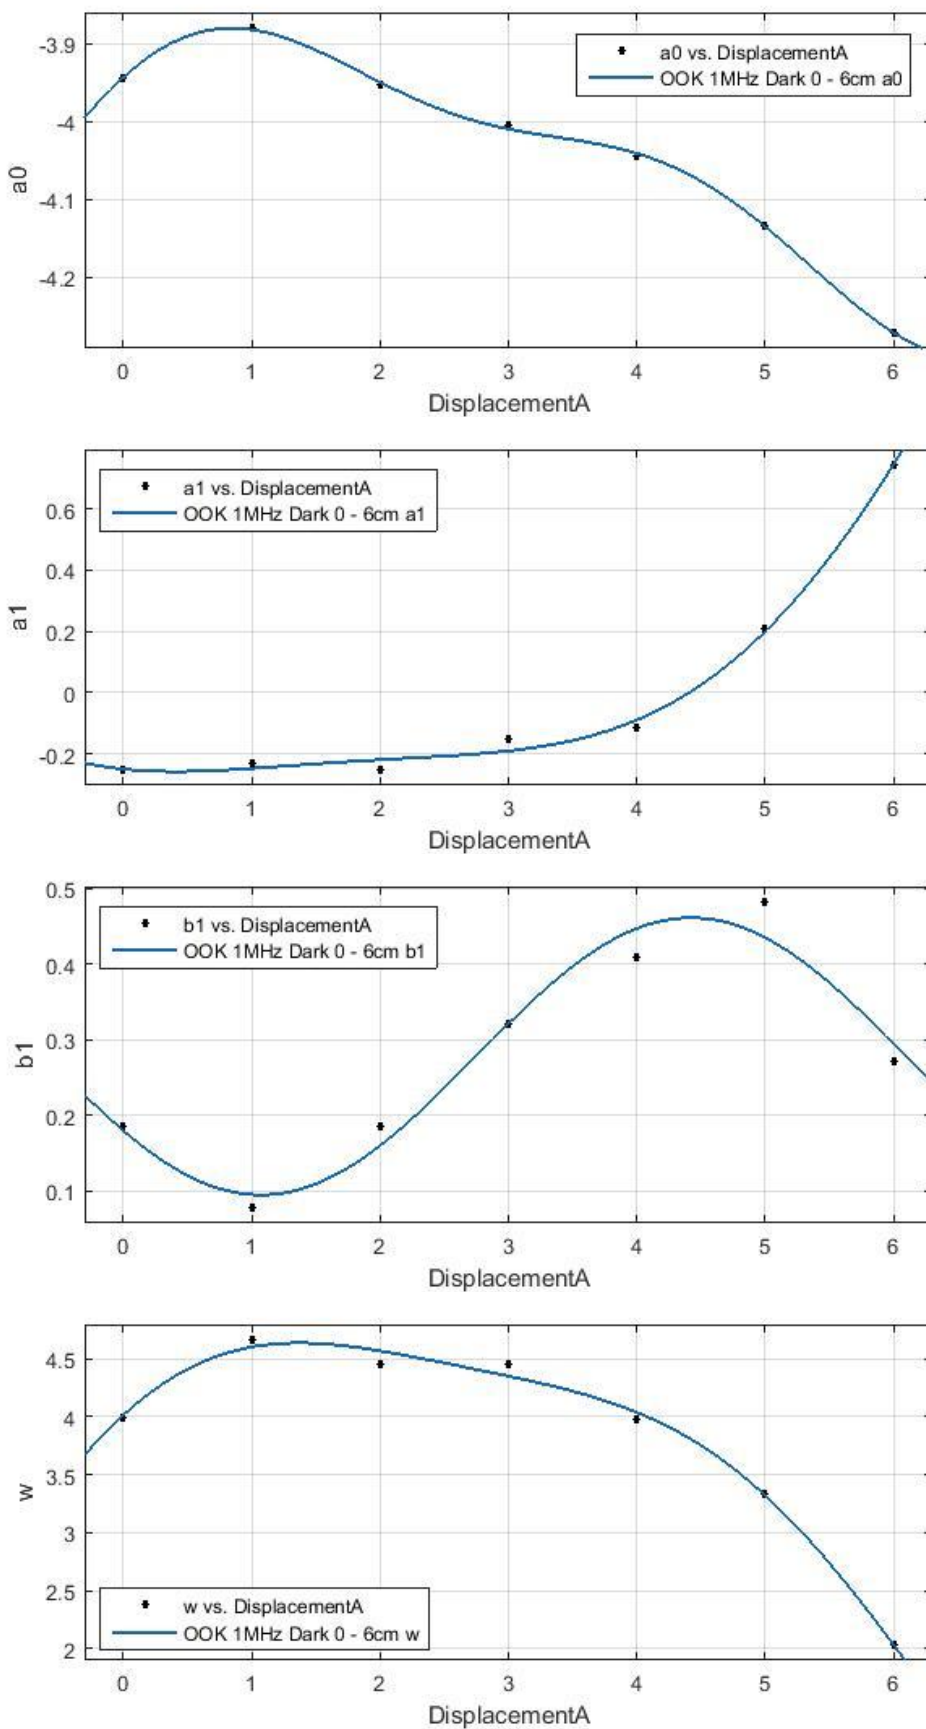 -3.9
-4
-4.1
-4.2
a0
a0 vs. DisplacementA
OOK 1MHz Dark 0 - 6cm a0
0 1 2 3 4 5 6
DisplacementA
0.6
0.4
0.2
0
-0.2
a1
a1 vs. DisplacementA
OOK 1MHz Dark 0 - 6cm a1
0 1 2 3 4 5 6
DisplacementA
0.5
0.4
0.3
0.2
0.1
b1
b1 vs. DisplacementA
OOK 1MHz Dark 0 - 6cm b1
0 1 2 3 4 5 6
DisplacementA
4.5
4
3.5
3
2.5
2
w
w vs. DisplacementA
OOK 1MHz Dark 0 - 6cm w
0 1 2 3 4 5 6
DisplacementA